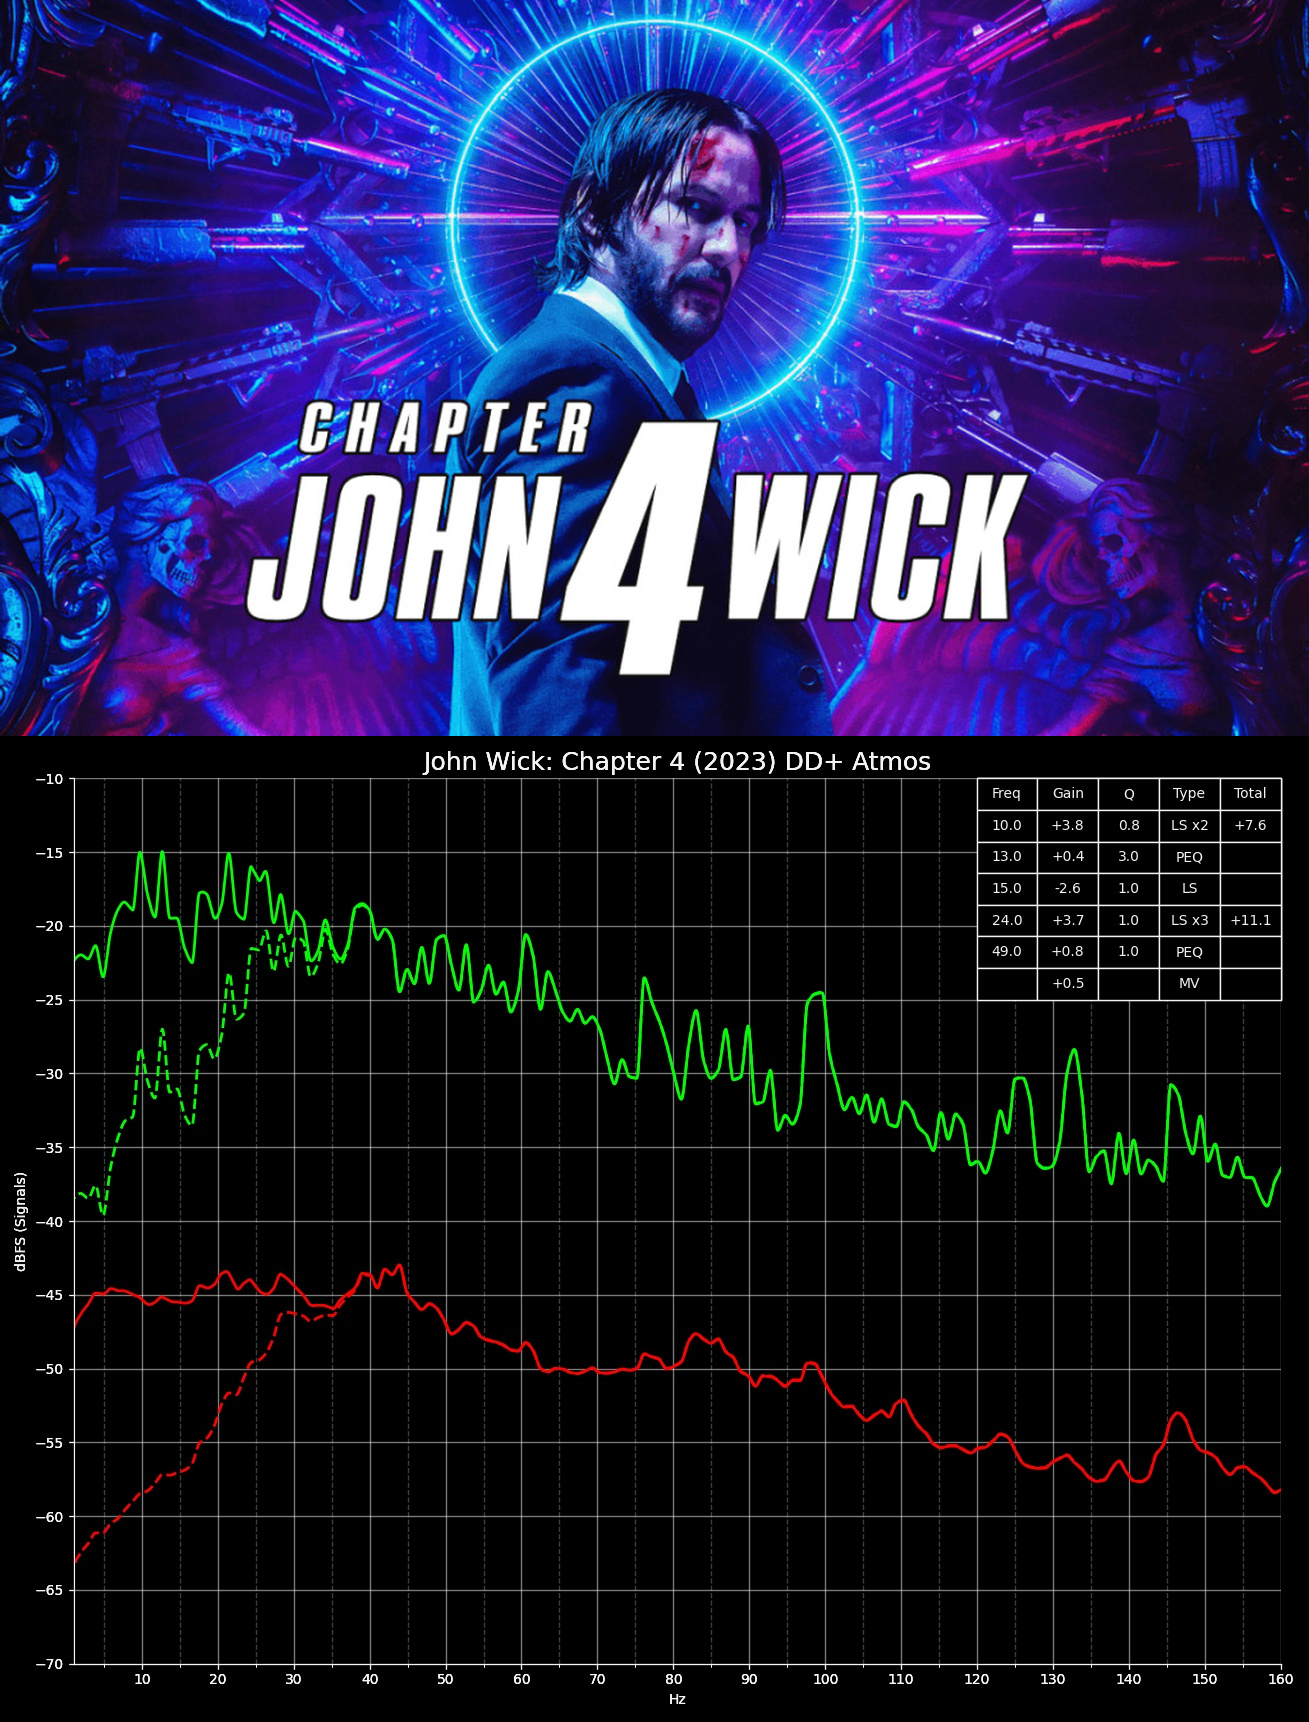 CHAPTER
JOHN 4 WICK
John Wick: Chapter 4 (2023) DD+ Atmos
Freq Gain Q Type Total
10.0 +3.8 0.8 LS x2 +7.6
13.0 +0.4 3.0 PEQ
15.0 -2.6 1.0 LS
24.0 +3.7 1.0 LS x3 +11.1
49.0 +0.8 1.0 PEQ
+0.5 MV
dBFS (Signals)
−10
−15
−20
−25
−30
−35
−40
−45
−50
−55
−60
−65
−70
10 20 30 40 50 60 70 80 90 100 110 120 130 140 150 160
Hz